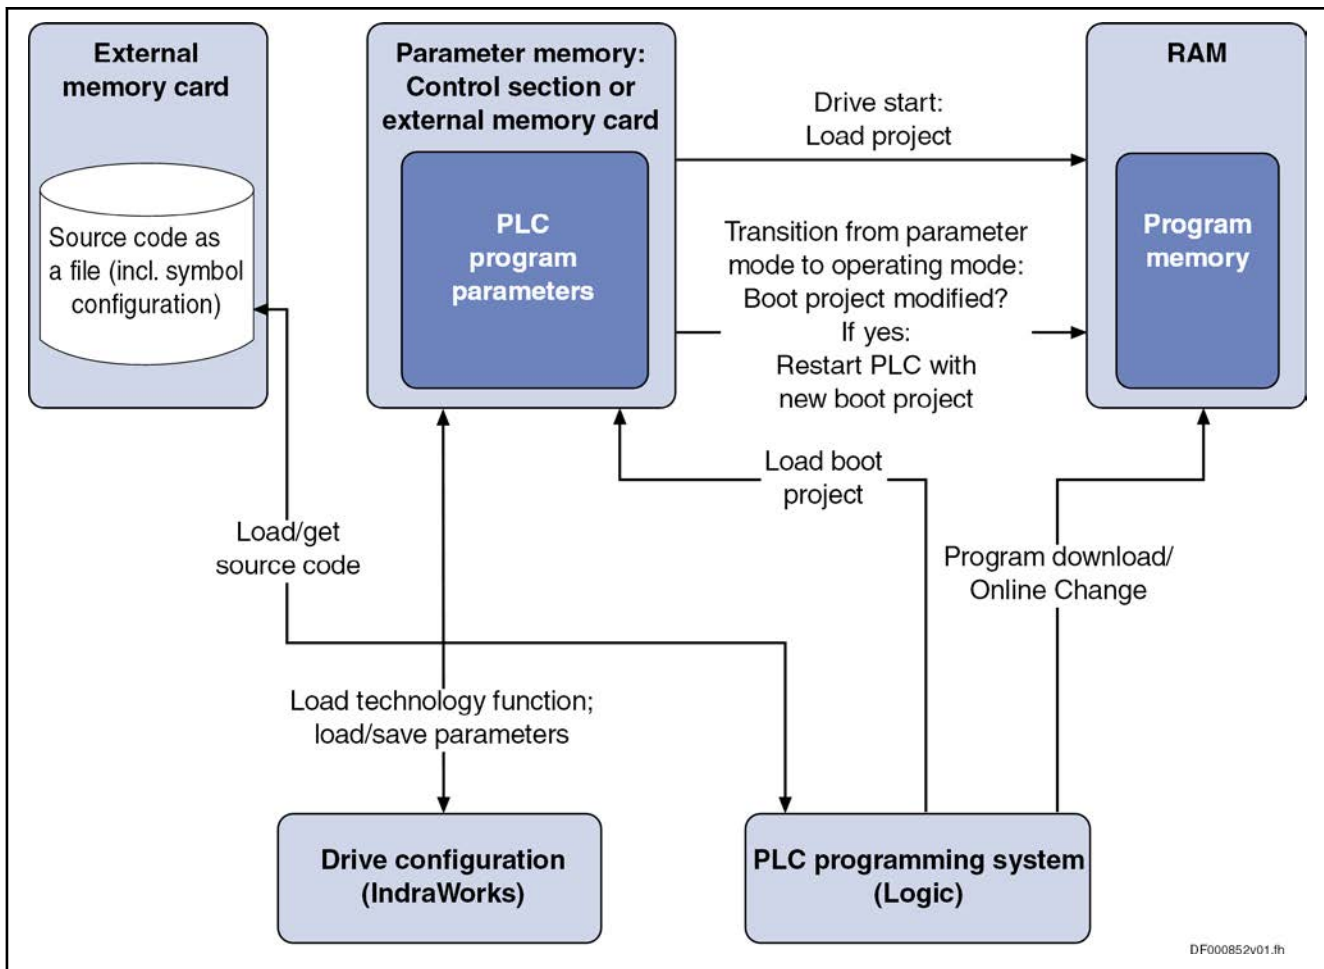 External
memory card
Source code as
a file (incl. symbol
configuration)
Parameter memory:
Control section or
external memory card
PLC
program
parameters
Drive start:
Load project
Transition from parameter
mode to operating mode:
Boot project modified?
If yes:
Restart PLC with
new boot project
RAM
Program
memory
Load boot
project
Load/get
source code
Program download/
Online Change
Load technology function;
load/save parameters
Drive configuration
(IndraWorks)
PLC programming system
(Logic)
DF000852v01.fh